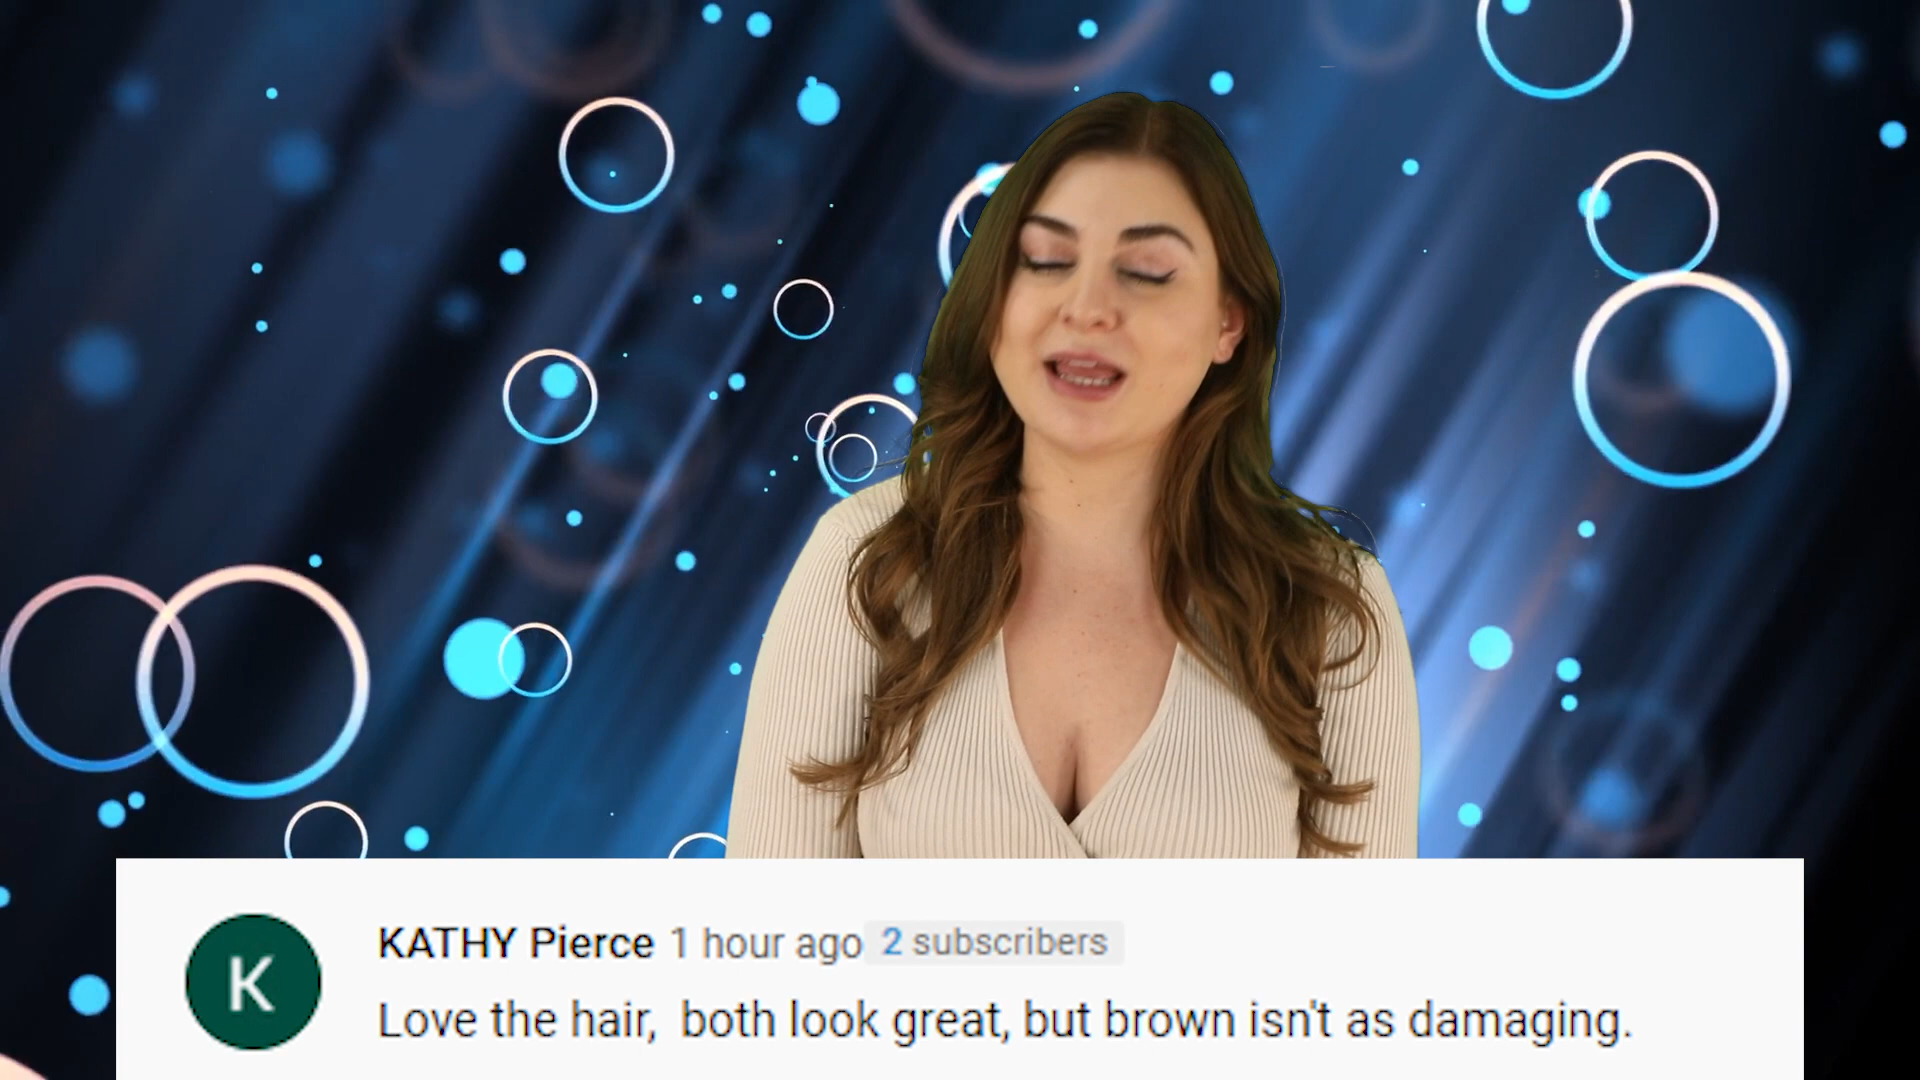 K
KATHY Pierce 1 hour ago 2 subscribers
Love the hair,  both look great, but brown isn't as damaging.